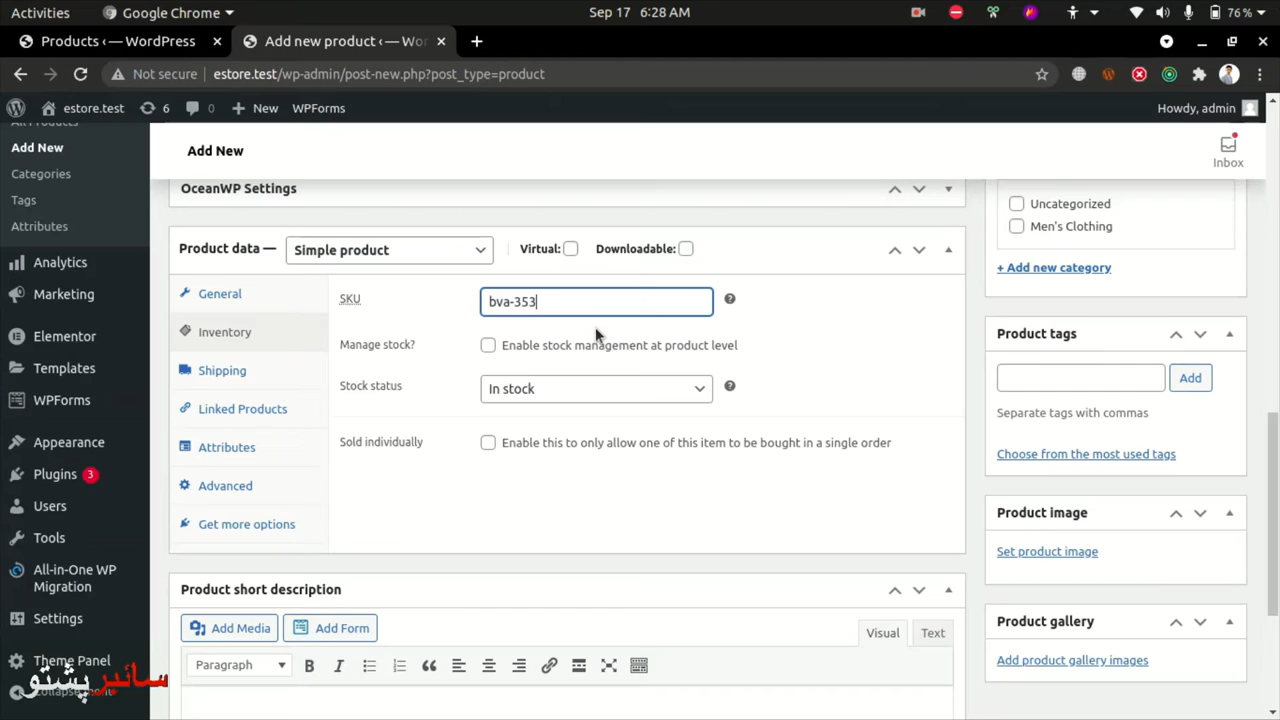 Activities
Google Chrome
Sep 17 6:28 AM
76 %
Products ‹ — WordPress
Add new product ‹ — Wor
Not secure
estore.test/wp-admin/post-new.php?post_type=product
estore.test
6
0
New
WPForms
Howdy, admin
All Products
Add New
Categories
Tags
Attributes
Analytics
Marketing
Elementor
Templates
WPForms
Appearance
Plugins 3
Users
Tools
All-in-One WP
Migration
Settings
Theme Panel
Collapse menu
سائبر پشتو
Add New
Inbox
OceanWP Settings
Product data —
Simple product
Virtual:
Downloadable:
General
Inventory
Shipping
Linked Products
Attributes
Advanced
Get more options
SKU
bva-353
Manage stock?
Enable stock management at product level
Stock status
In stock
Sold individually
Enable this to only allow one of this item to be bought in a single order
Product short description
Add Media
Add Form
Visual
Text
Paragraph
B
I
Uncategorized
Men's Clothing
+ Add new category
Product tags
Add
Separate tags with commas
Choose from the most used tags
Product image
Set product image
Product gallery
Add product gallery images